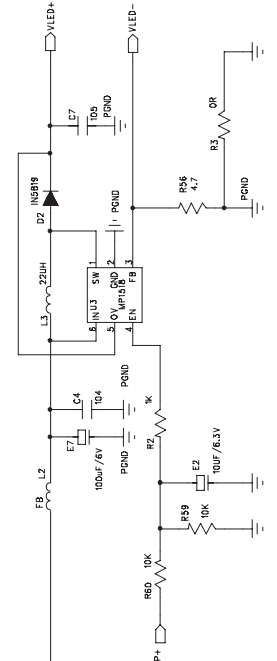 VLED+
VLED-
C7
105
PGND
0R
R3
IN5819
D2
R56
4.7
PGND
PGND
22UH
L3
SW
1
GND
2
FB
3
U3
MP1518
IN
6
OV
5
EN
4
C4
104
PGND
E7
100uF/6V
PGND
1K
R2
L2
FB
E2
10UF/6.3V
R59
10K
10K
R60
P+